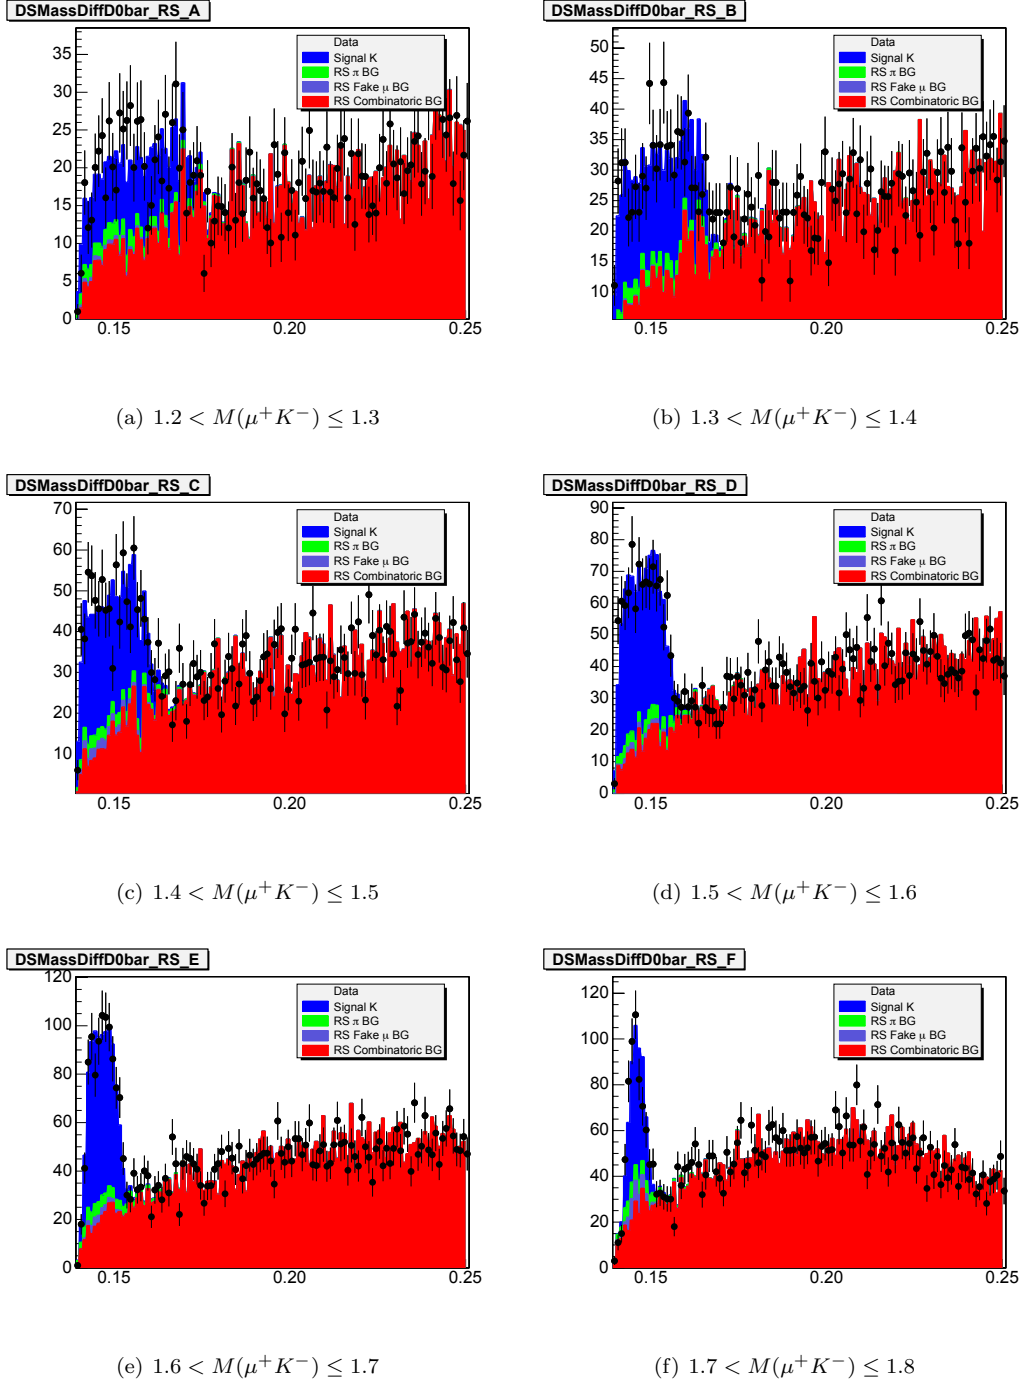 DSMassDiffD0bar_RS_A
35
30
25
20
15
10
5
0
0.15 0.20 0.25
Data
Signal K
RS π BG
RS Fake μ BG
RS Combinatoric BG
(a) 1.2 < M(μ⁺K⁻) ≤ 1.3
DSMassDiffD0bar_RS_B
50
45
40
35
30
25
20
15
10
0.15 0.20 0.25
Data
Signal K
RS π BG
RS Fake μ BG
RS Combinatoric BG
(b) 1.3 < M(μ⁺K⁻) ≤ 1.4
DSMassDiffD0bar_RS_C
70
60
50
40
30
20
10
0.15 0.20 0.25
Data
Signal K
RS π BG
RS Fake μ BG
RS Combinatoric BG
(c) 1.4 < M(μ⁺K⁻) ≤ 1.5
DSMassDiffD0bar_RS_D
90
80
70
60
50
40
30
20
10
0
0.15 0.20 0.25
Data
Signal K
RS π BG
RS Fake μ BG
RS Combinatoric BG
(d) 1.5 < M(μ⁺K⁻) ≤ 1.6
DSMassDiffD0bar_RS_E
120
100
80
60
40
20
0
0.15 0.20 0.25
Data
Signal K
RS π BG
RS Fake μ BG
RS Combinatoric BG
(e) 1.6 < M(μ⁺K⁻) ≤ 1.7
DSMassDiffD0bar_RS_F
120
100
80
60
40
20
0
0.15 0.20 0.25
Data
Signal K
RS π BG
RS Fake μ BG
RS Combinatoric BG
(f) 1.7 < M(μ⁺K⁻) ≤ 1.8